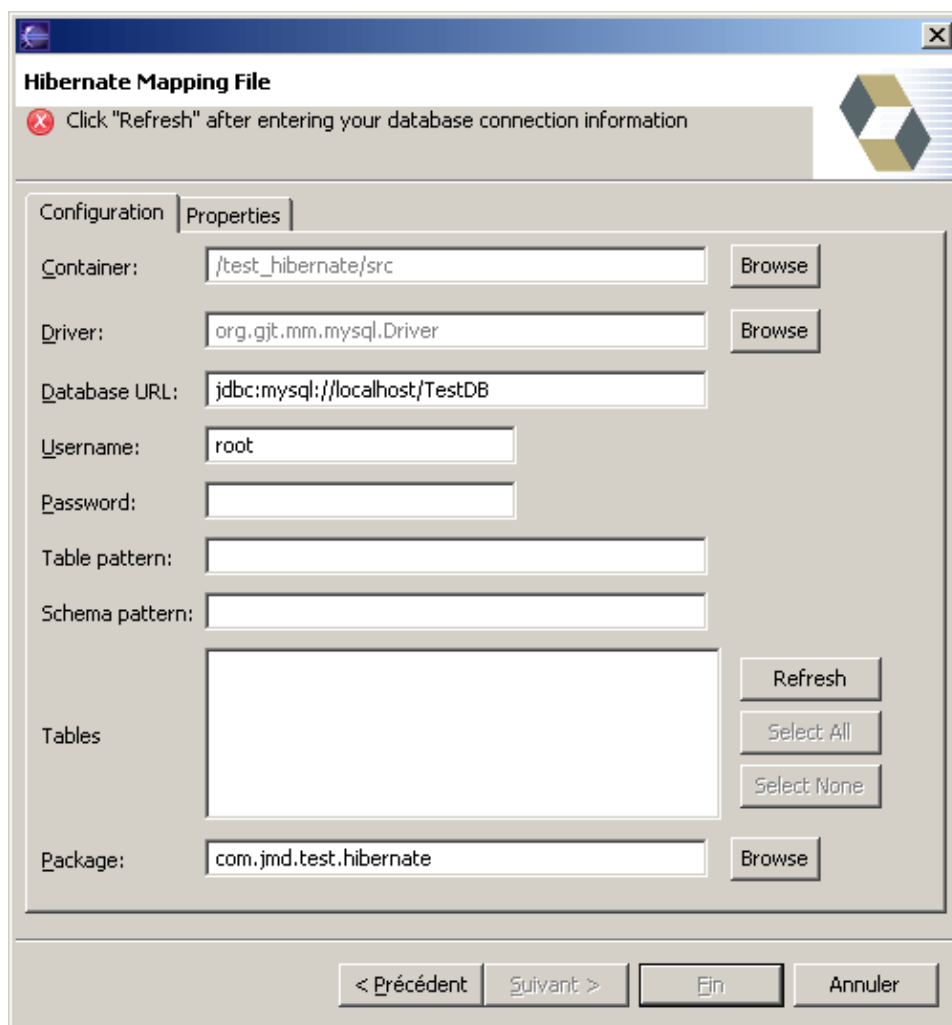 Hibernate Mapping File
Click "Refresh" after entering your database connection information
Configuration Properties
Container: /test_hibernate/src Browse
Driver: org.gjt.mm.mysql.Driver Browse
Database URL: jdbc:mysql://localhost/TestDB
Username: root
Password:
Table pattern:
Schema pattern:
Refresh
Tables Select All
Select None
Package: com.jmd.test.hibernate Browse
< Précédent Suivant > Fin Annuler